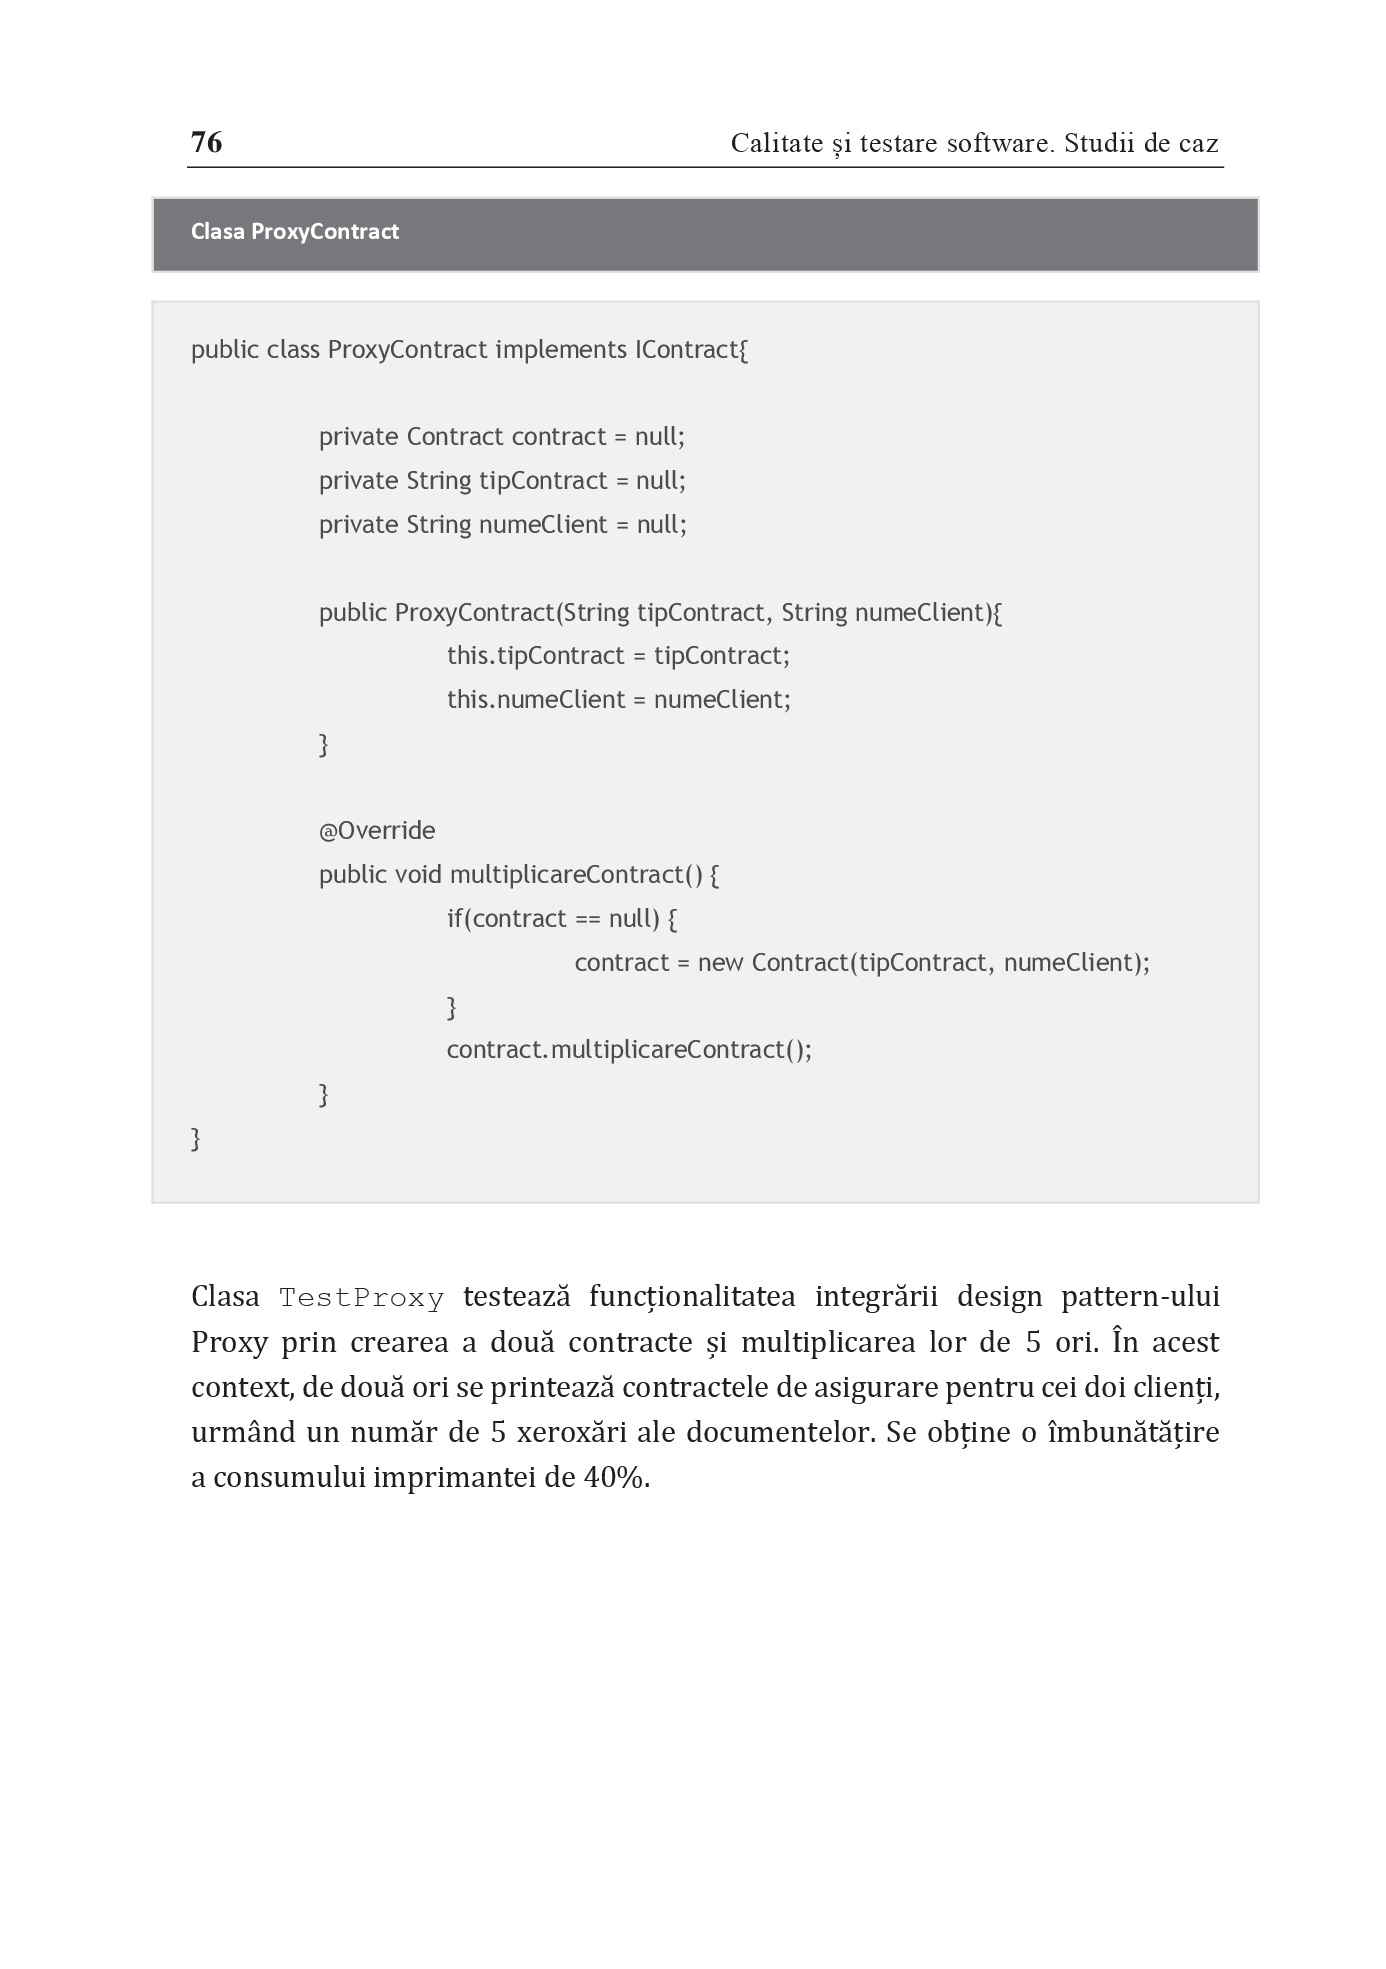 76 Calitate și testare software. Studii de caz
Clasa ProxyContract
public class ProxyContract implements IContract{
private Contract contract = null;
private String tipContract = null;
private String numeClient = null;
public ProxyContract(String tipContract, String numeClient){
this.tipContract = tipContract;
this.numeClient = numeClient;
}
@Override
public void multiplicareContract() {
if(contract == null) {
contract = new Contract(tipContract, numeClient);
}
contract.multiplicareContract();
}
}
Clasa TestProxy testează funcționalitatea integrării design pattern-ului
Proxy prin crearea a două contracte și multiplicarea lor de 5 ori. În acest
context, de două ori se printează contractele de asigurare pentru cei doi clienți,
urmând un număr de 5 xeroxări ale documentelor. Se obține o îmbunătățire
a consumului imprimantei de 40%.